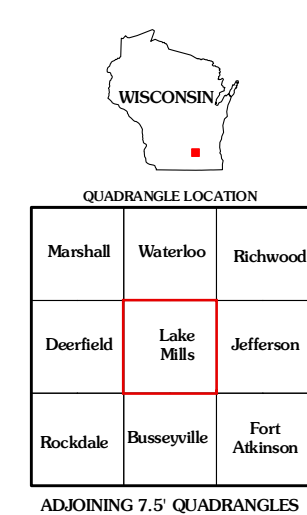 WISCONSIN
QUADRANGLE LOCATION
Marshall
Waterloo
Richwood
Deerfield
Lake
Mills
Jefferson
Rockdale
Busseyville
Fort
Atkinson
ADJOINING 7.5' QUADRANGLES